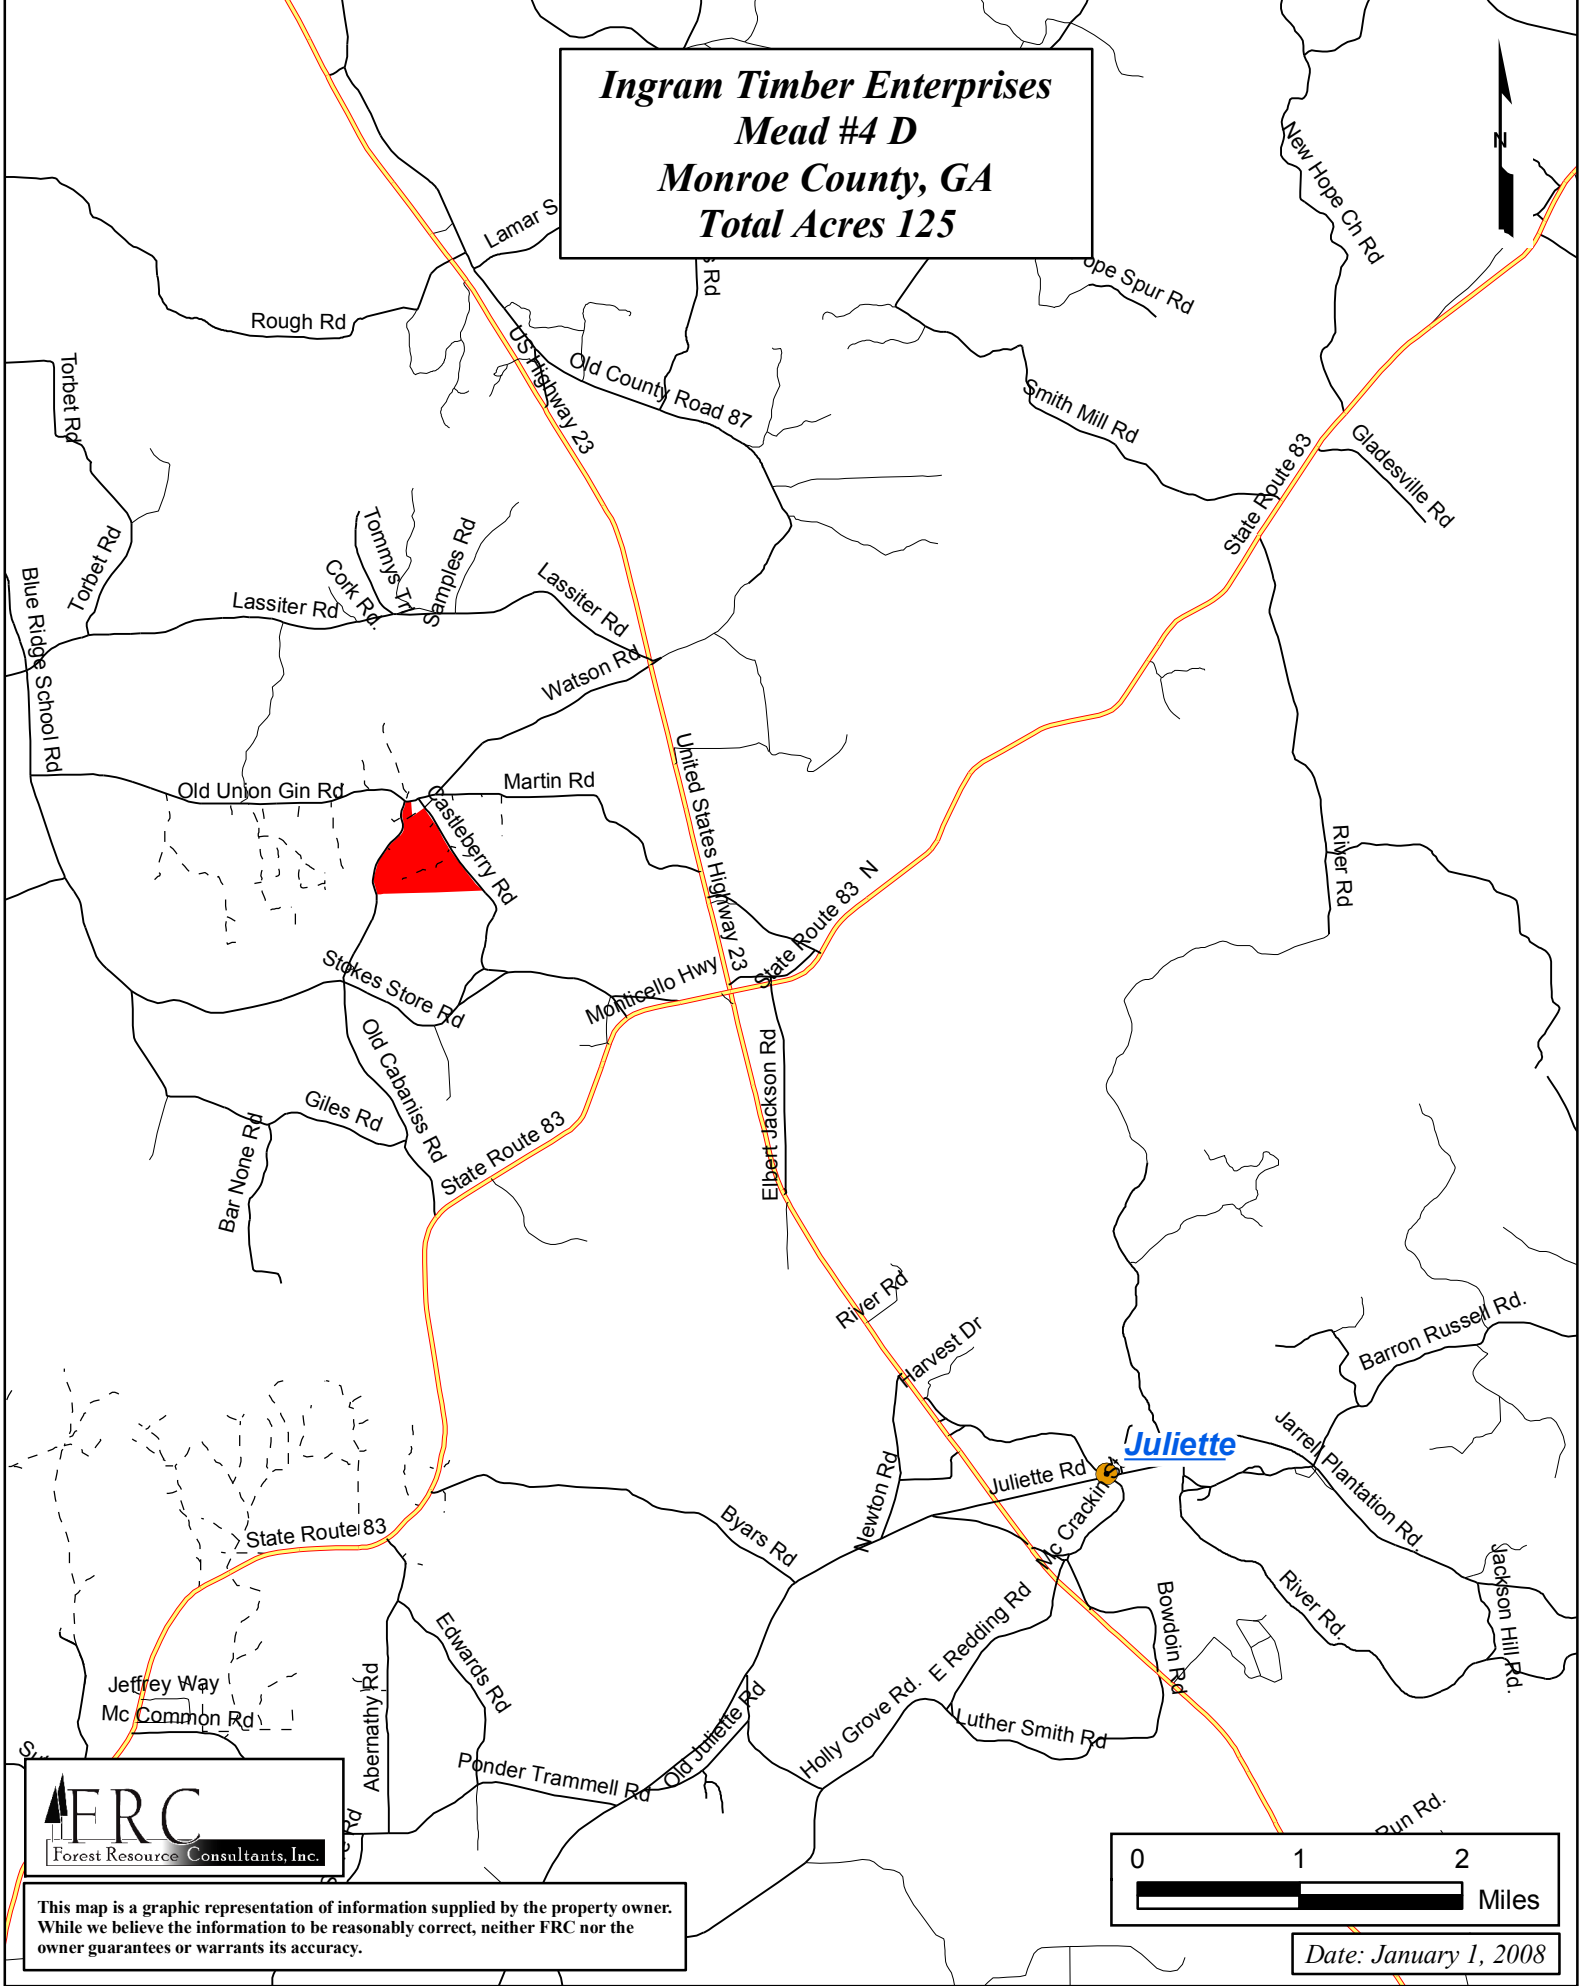 Ingram Timber Enterprises
Mead #4 D
Monroe County, GA
Total Acres 125
N
New Hope Ch Rd
Lamar S
s Rd
ope Spur Rd
Rough Rd
US Highway 23
Old County Road 87
Torbet Rd
Smith Mill Rd
State Route 83
Gladesville Rd
Torbet Rd
Tommys Trl
Samples Rd
Cork Rd.
Lassiter Rd
Lassiter Rd
Blue Ridge School Rd
Watson Rd
United States Highway 23
Old Union Gin Rd
Martin Rd
Castleberry Rd
River Rd
State Route 83 N
Stokes Store Rd
Monticello Hwy
Old Cabaniss Rd
Elbert Jackson Rd
Giles Rd
Bar None Rd
State Route 83
River Rd
Harvest Dr
Barron Russell Rd.
Juliette
Jarrell Plantation Rd.
Juliette Rd
Mc Crackin St
Newton Rd
Byars Rd
State Route 83
Jackson Hill Rd.
River Rd.
Bowdoin Rd
E Redding Rd
Edwards Rd
Abernathy Rd
Jeffrey Way
Mc Common Rd
Old Juliette Rd
Holly Grove Rd.
Luther Smith Rd
Ponder Trammell Rd
Run Rd.
Rd
FRC
Forest Resource Consultants, Inc.
0 1 2
Miles
This map is a graphic representation of information supplied by the property owner.
While we believe the information to be reasonably correct, neither FRC nor the
owner guarantees or warrants its accuracy.
Date: January 1, 2008